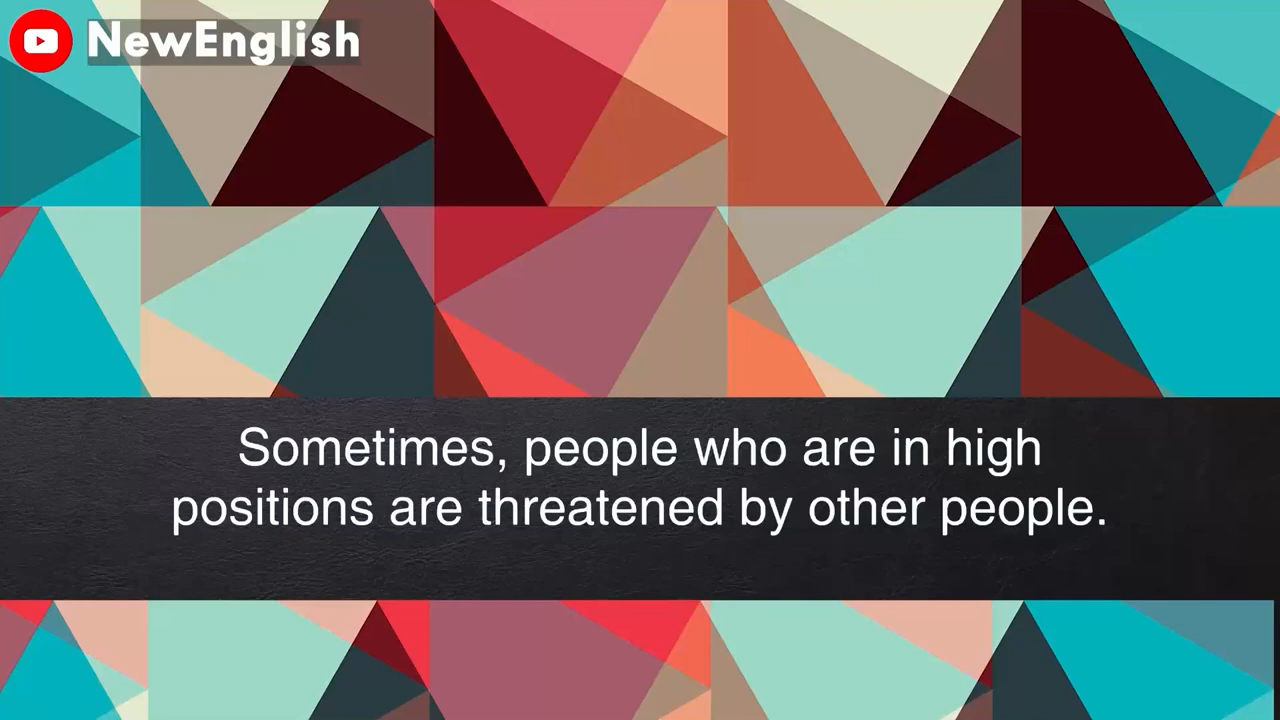 NewEnglish
Sometimes, people who are in high
positions are threatened by other people.